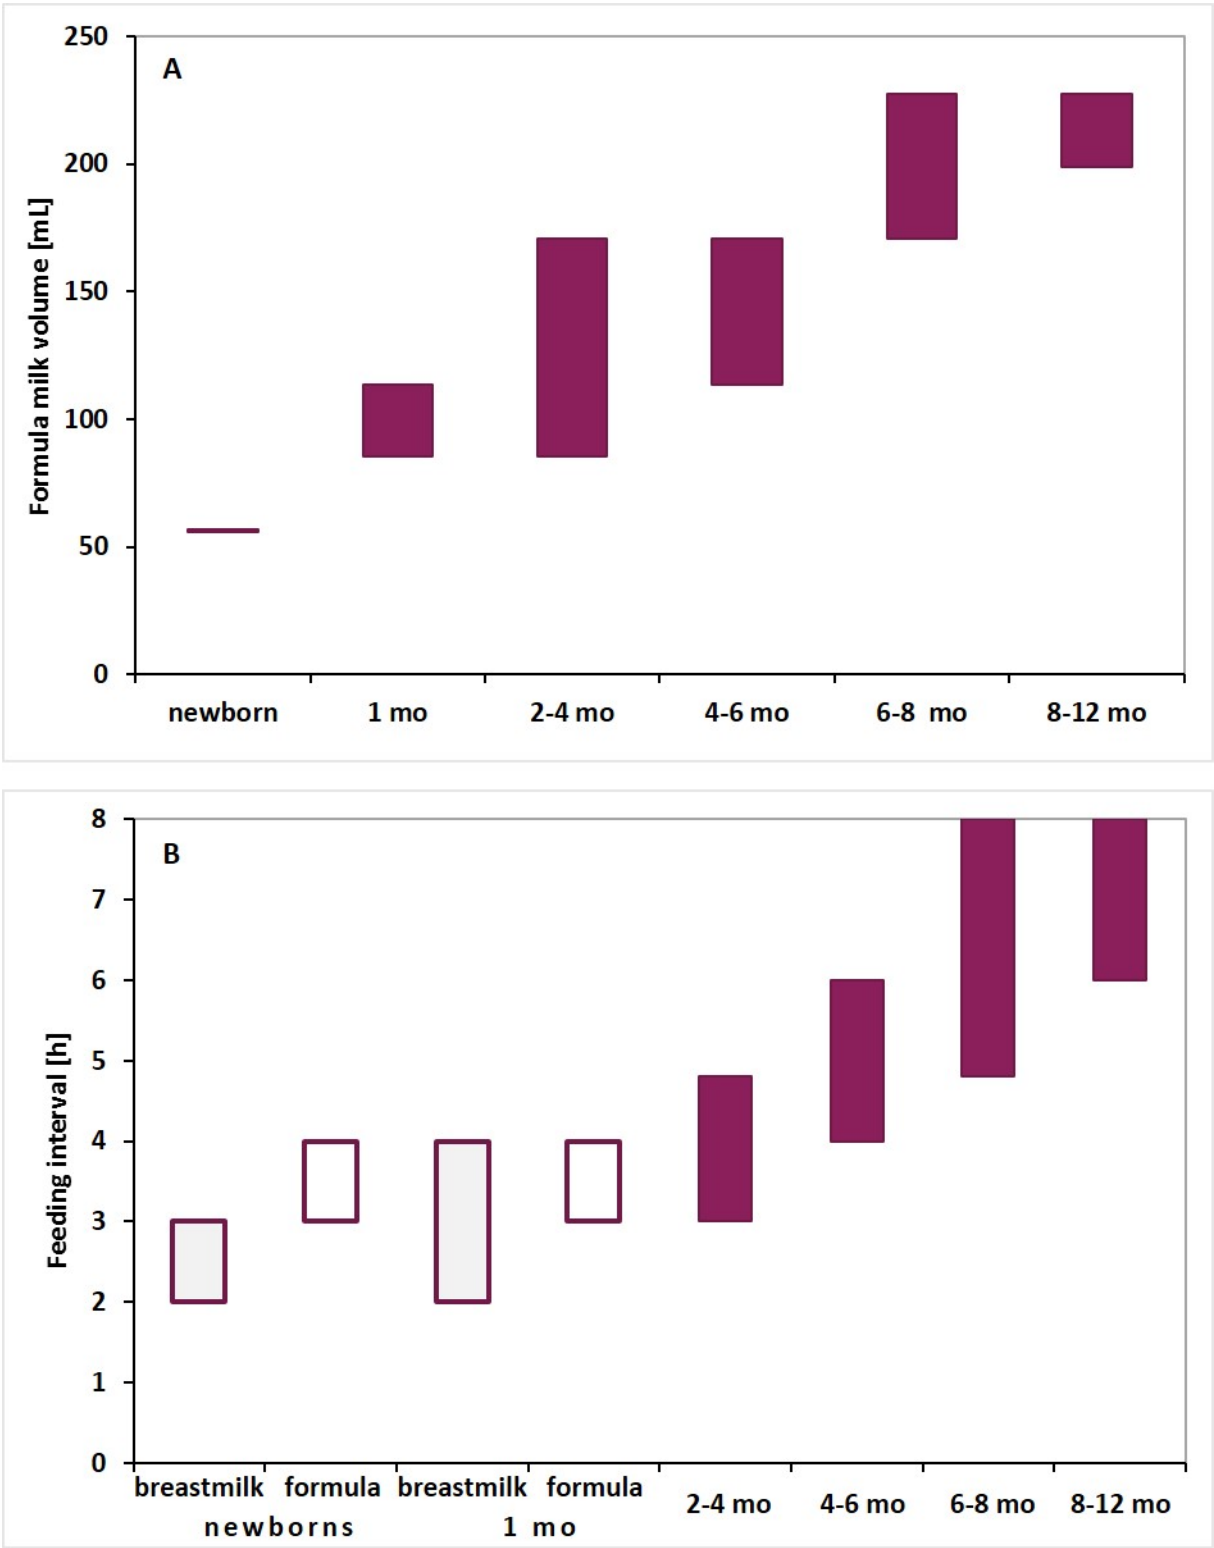 250
A
200
150
100
50
0
Formula milk volume [mL]
newborn 1 mo 2-4 mo 4-6 mo 6-8 mo 8-12 mo
8
B
7
6
5
4
3
2
1
0
Feeding interval [h]
breastmilk formula breastmilk formula 2-4 mo 4-6 mo 6-8 mo 8-12 mo
newborns 1 mo